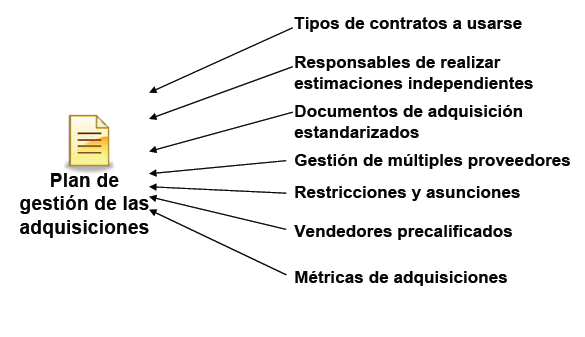 Tipos de contratos a usarse
Responsables de realizar
estimaciones independientes
Documentos de adquisición
estandarizados
Gestión de múltiples proveedores
Restricciones y asunciones
Vendedores precalificados
Métricas de adquisiciones
Plan de
gestión de las
adquisiciones